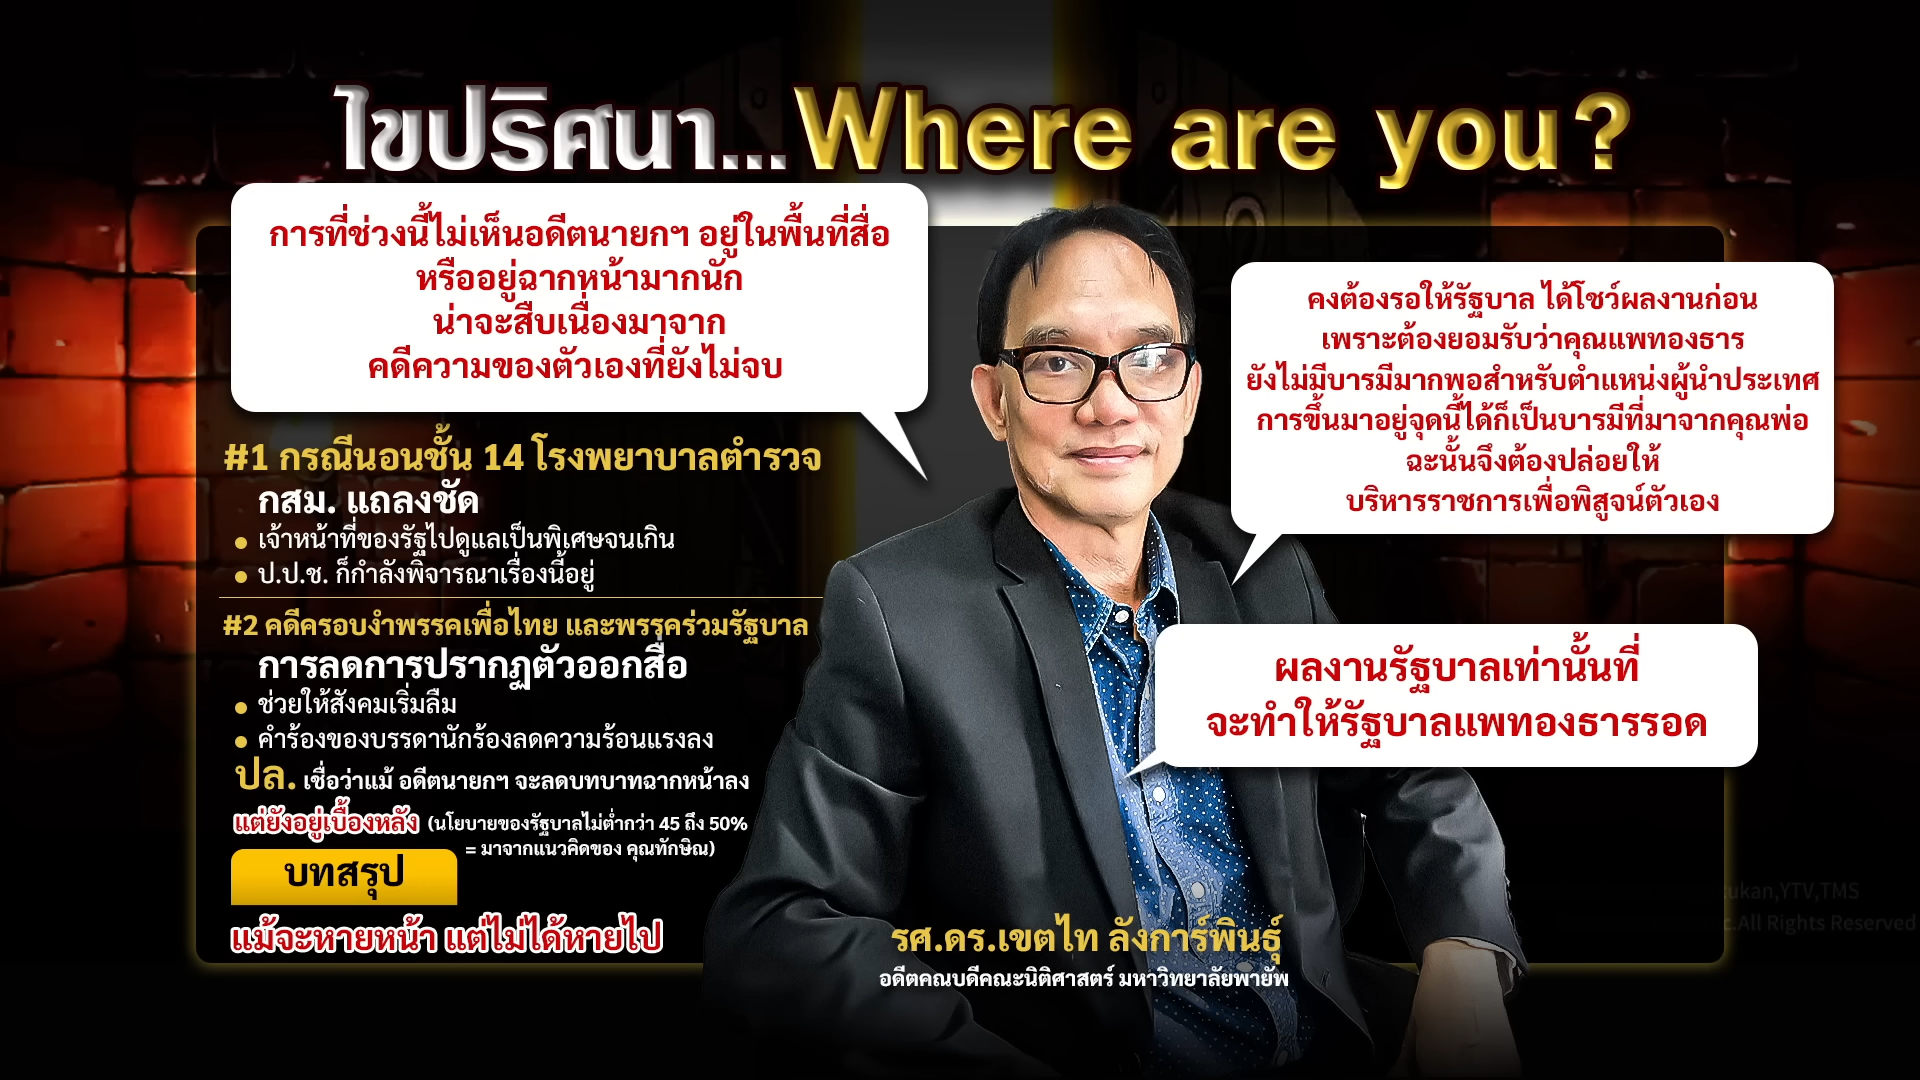 ไขปริศนา...Where are you?
การที่ช่วงนี้ไม่เห็นอดีตนายกฯ อยู่ในพื้นที่สื่อ
หรืออยู่ฉากหน้ามากนัก
น่าจะสืบเนื่องมาจาก
คดีความของตัวเองที่ยังไม่จบ
คงต้องรอให้รัฐบาล ได้โชว์ผลงานก่อน
เพราะต้องยอมรับว่าคุณแพทองธาร
ยังไม่มีบารมีมากพอสำหรับตำแหน่งผู้นำประเทศ
การขึ้นมาอยู่จุดนี้ได้ก็เป็นบารมีที่มาจากคุณพ่อ
ฉะนั้นจึงต้องปล่อยให้
บริหารราชการเพื่อพิสูจน์ตัวเอง
#1 กรณีนอนชั้น 14 โรงพยาบาลตำรวจ
กสม. แถลงชัด
เจ้าหน้าที่ของรัฐไปดูแลเป็นพิเศษจนเกิน
ป.ป.ช. ก็กำลังพิจารณาเรื่องนี้อยู่
#2 คดีครอบงำพรรคเพื่อไทย และพรรคร่วมรัฐบาล
การลดการปรากฏตัวออกสื่อ
ช่วยให้สังคมเริ่มลืม
คำร้องของบรรดานักร้องลดความร้อนแรงลง
ปล. เชื่อว่าแม้ อดีตนายกฯ จะลดบทบาทฉากหน้าลง
แต่ยังอยู่เบื้องหลัง (นโยบายของรัฐบาลไม่ต่ำกว่า 45 ถึง 50%
= มาจากแนวคิดของ คุณทักษิณ)
บทสรุป
แม้จะหายหน้า แต่ไม่ได้หายไป
ผลงานรัฐบาลเท่านั้นที่
จะทำให้รัฐบาลแพทองธารรอด
รศ.ดร.เขตไท ลังการ์พินธุ์
อดีตคณบดีคณะนิติศาสตร์ มหาวิทยาลัยพายัพ
ukan,YTV,TMS
c.All Rights Reserved